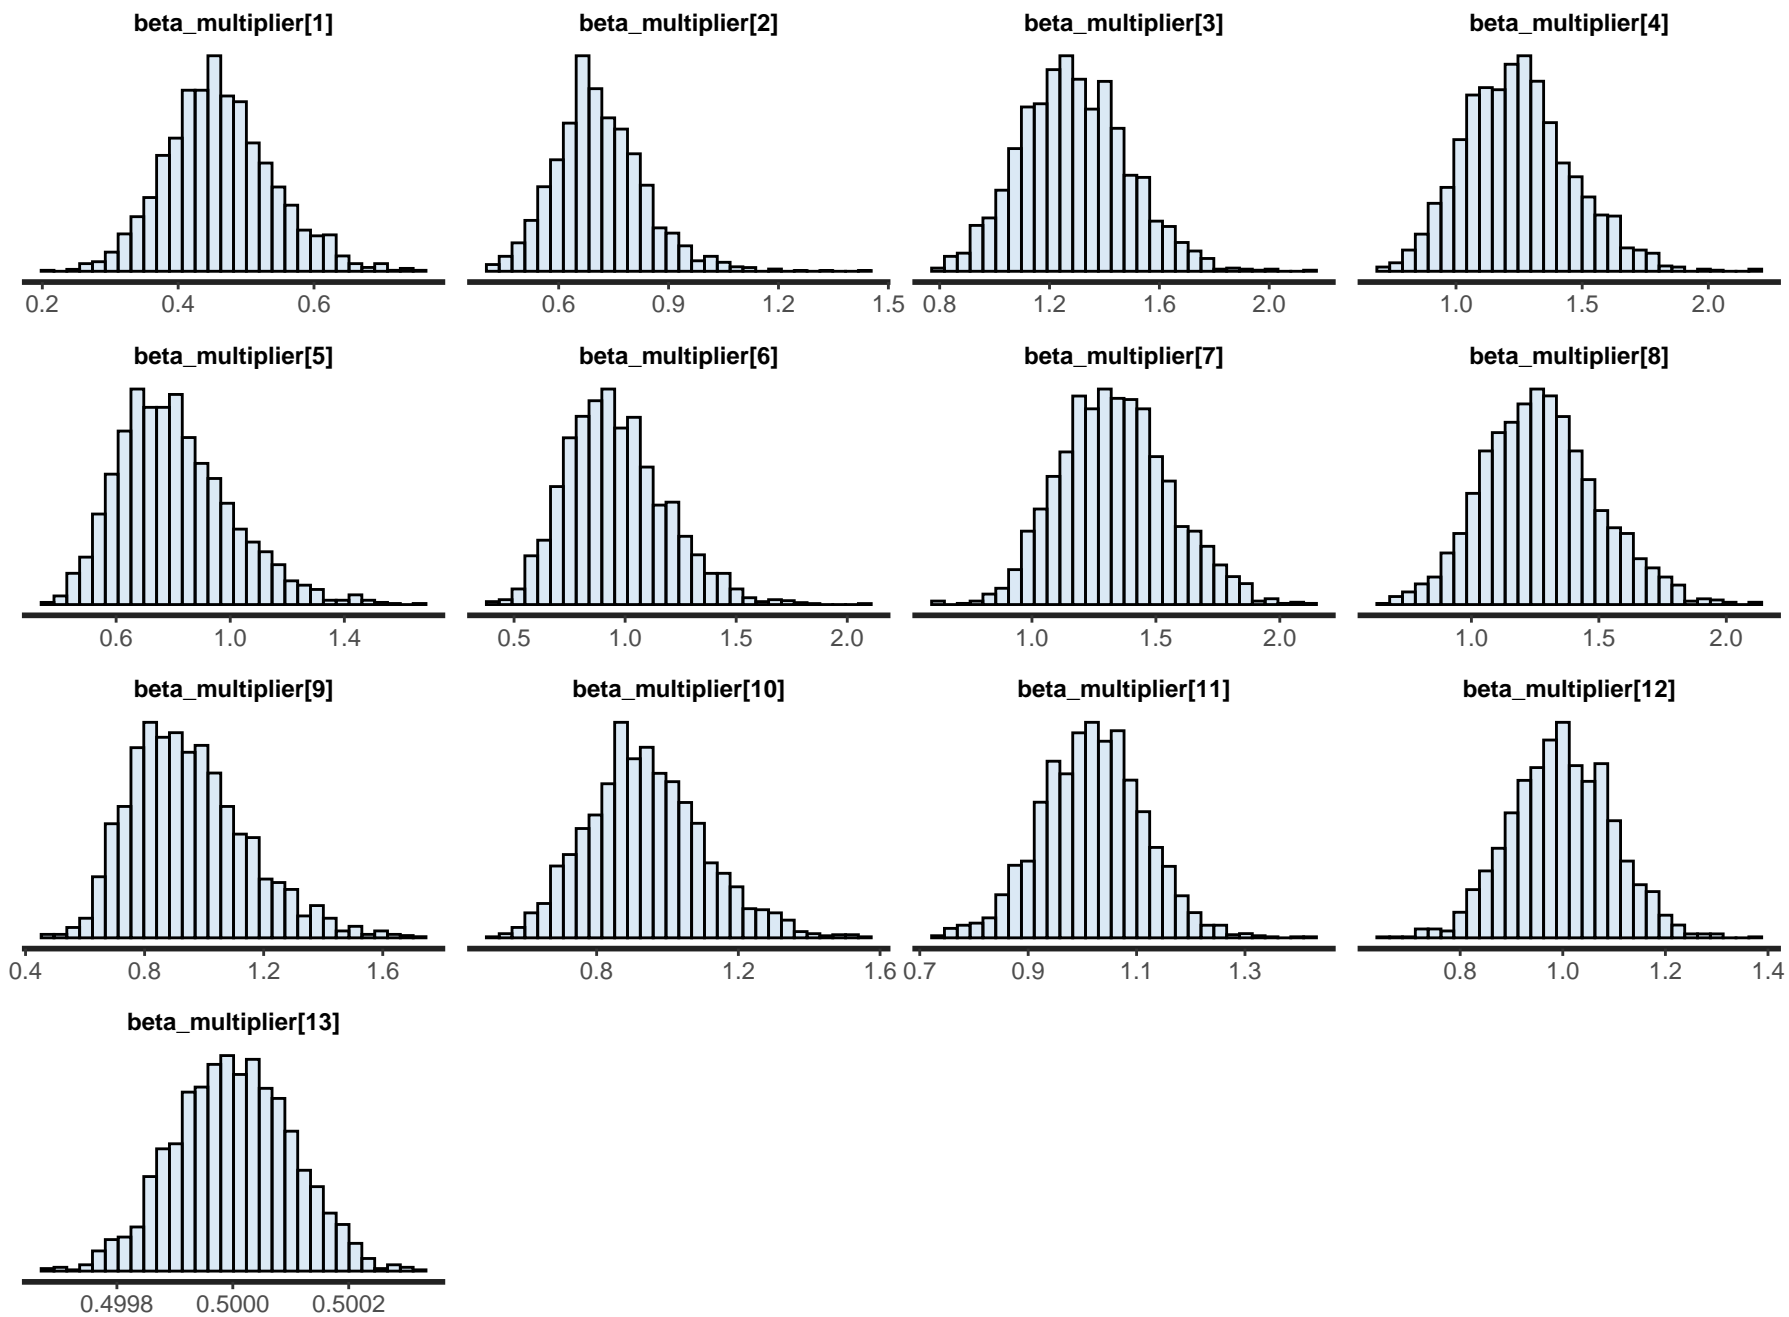 beta_multiplier[1] beta_multiplier[2] beta_multiplier[3] beta_multiplier[4]
0.2 0.4 0.6 0.6 0.9 1.2 1.5 0.8 1.2 1.6 2.0 1.0 1.5 2.0
beta_multiplier[5] beta_multiplier[6] beta_multiplier[7] beta_multiplier[8]
0.6 1.0 1.4 0.5 1.0 1.5 2.0 1.0 1.5 2.0 1.0 1.5 2.0
beta_multiplier[9] beta_multiplier[10] beta_multiplier[11] beta_multiplier[12]
0.4 0.8 1.2 1.6 0.8 1.2 1.6 0.7 0.9 1.1 1.3 0.8 1.0 1.2 1.4
beta_multiplier[13]
0.4998 0.5000 0.5002